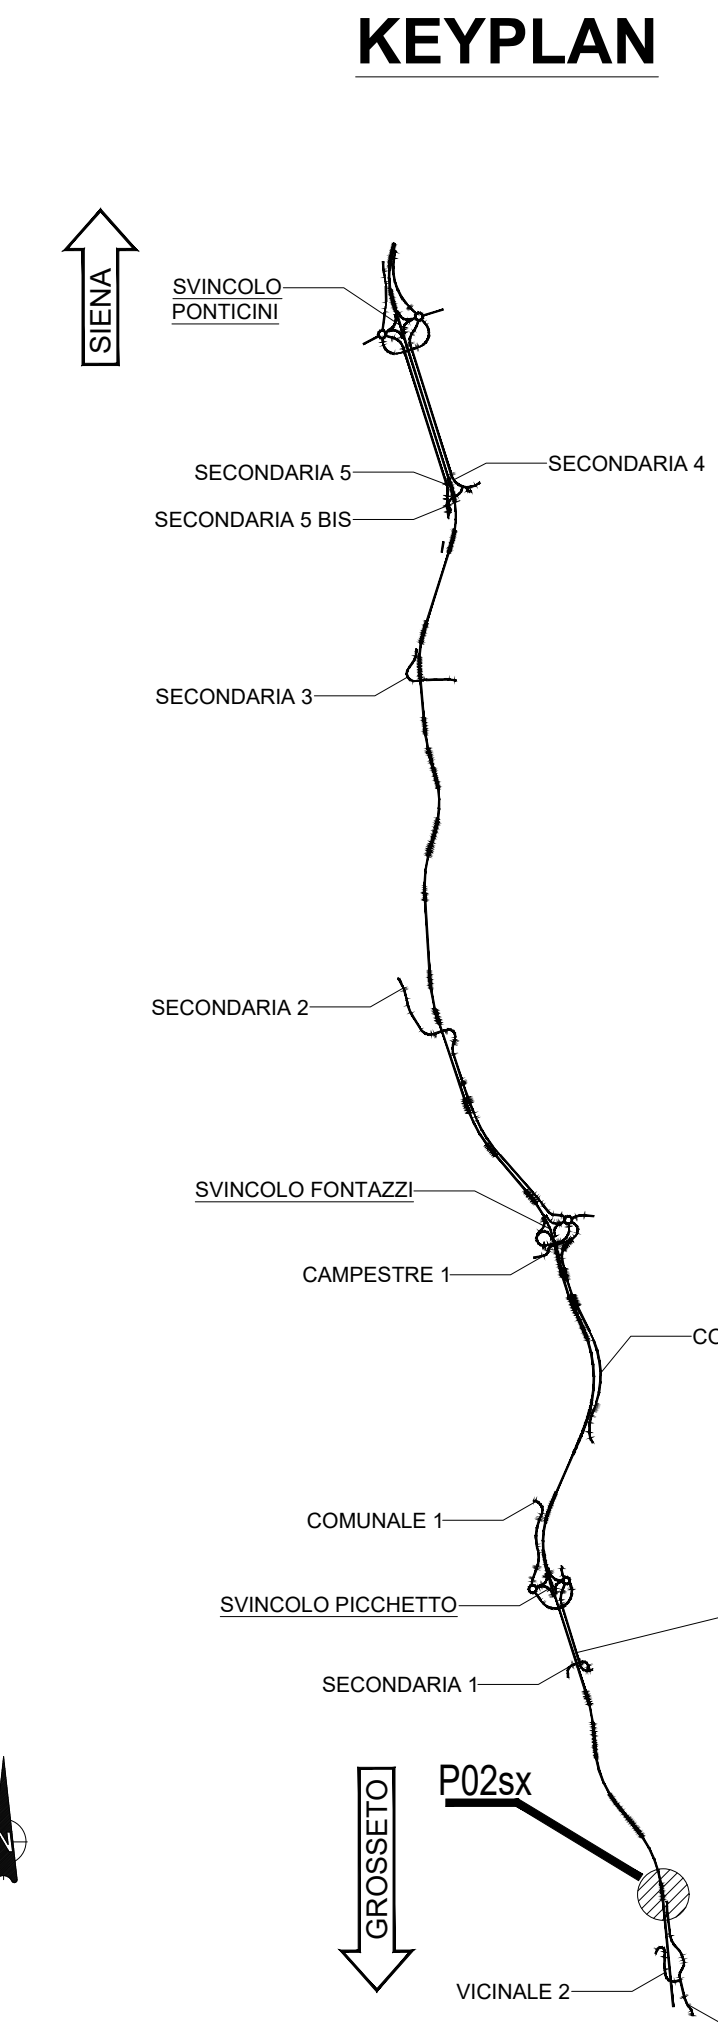 KEYPLAN
SIENA
SVINCOLO
PONTICINI
SECONDARIA 5
SECONDARIA 4
SECONDARIA 5 BIS
SECONDARIA 3
SECONDARIA 2
SVINCOLO FONTAZZI
CAMPESTRE 1
CO
COMUNALE 1
SVINCOLO PICCHETTO
SECONDARIA 1
P02sx
GROSSETO
N
VICINALE 2